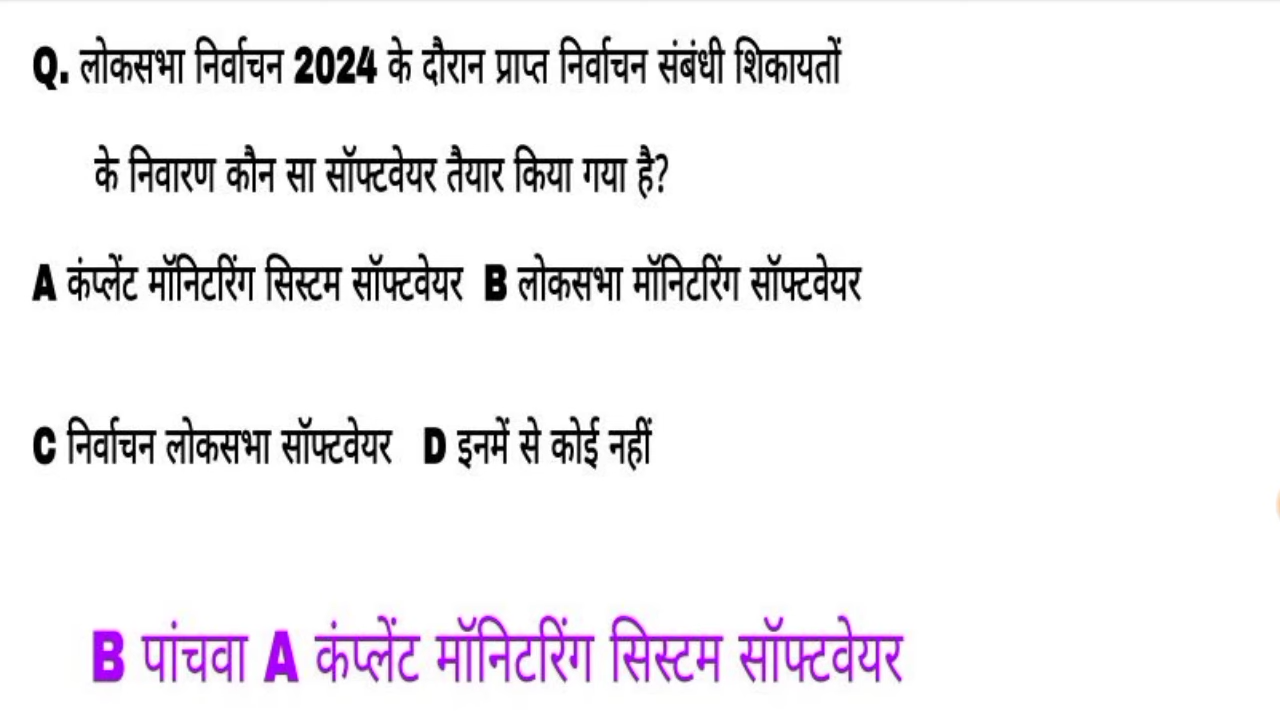 Q. लोकसभा निर्वाचन 2024 के दौरान प्राप्त निर्वाचन संबंधी शिकायतों
के निवारण कौन सा सॉफ्टवेयर तैयार किया गया है?
A कंप्लेंट मॉनिटरिंग सिस्टम सॉफ्टवेयर B लोकसभा मॉनिटरिंग सॉफ्टवेयर
C निर्वाचन लोकसभा सॉफ्टवेयर D इनमें से कोई नहीं
B पांचवा A कंप्लेंट मॉनिटरिंग सिस्टम सॉफ्टवेयर